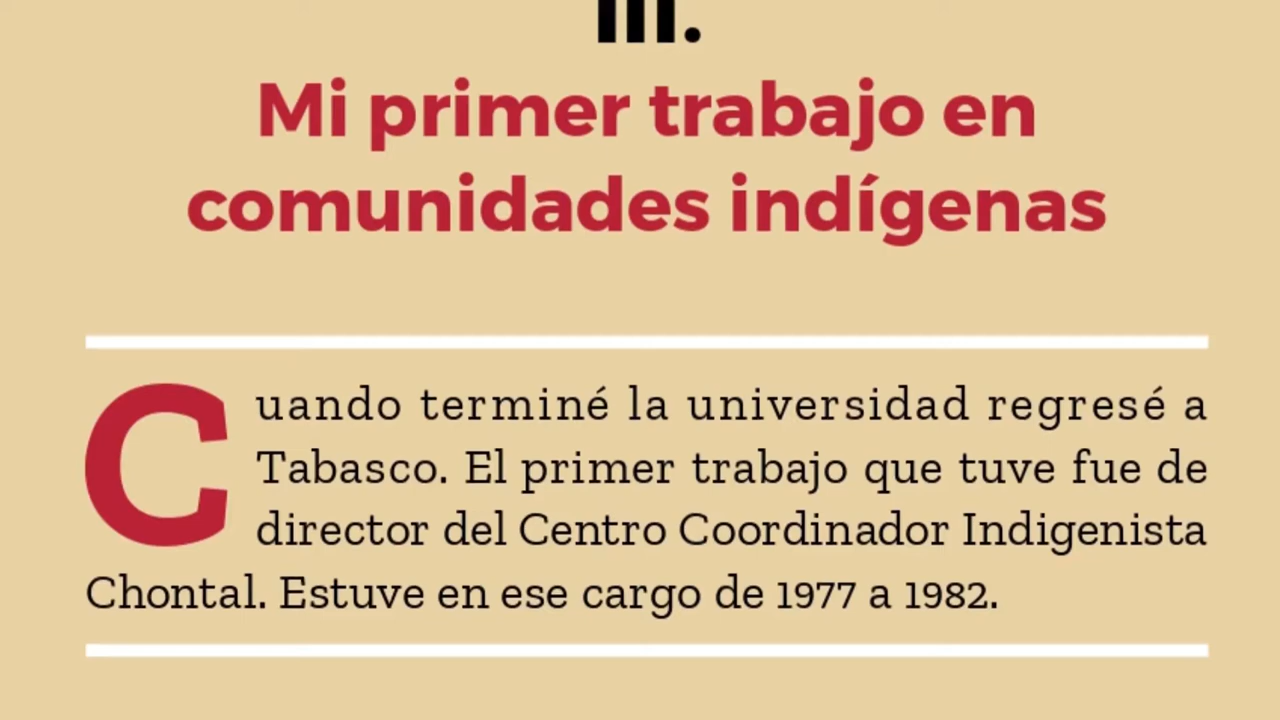 III.
Mi primer trabajo en
comunidades indígenas
Cuando terminé la universidad regresé a
Tabasco. El primer trabajo que tuve fue de
director del Centro Coordinador Indigenista
Chontal. Estuve en ese cargo de 1977 a 1982.